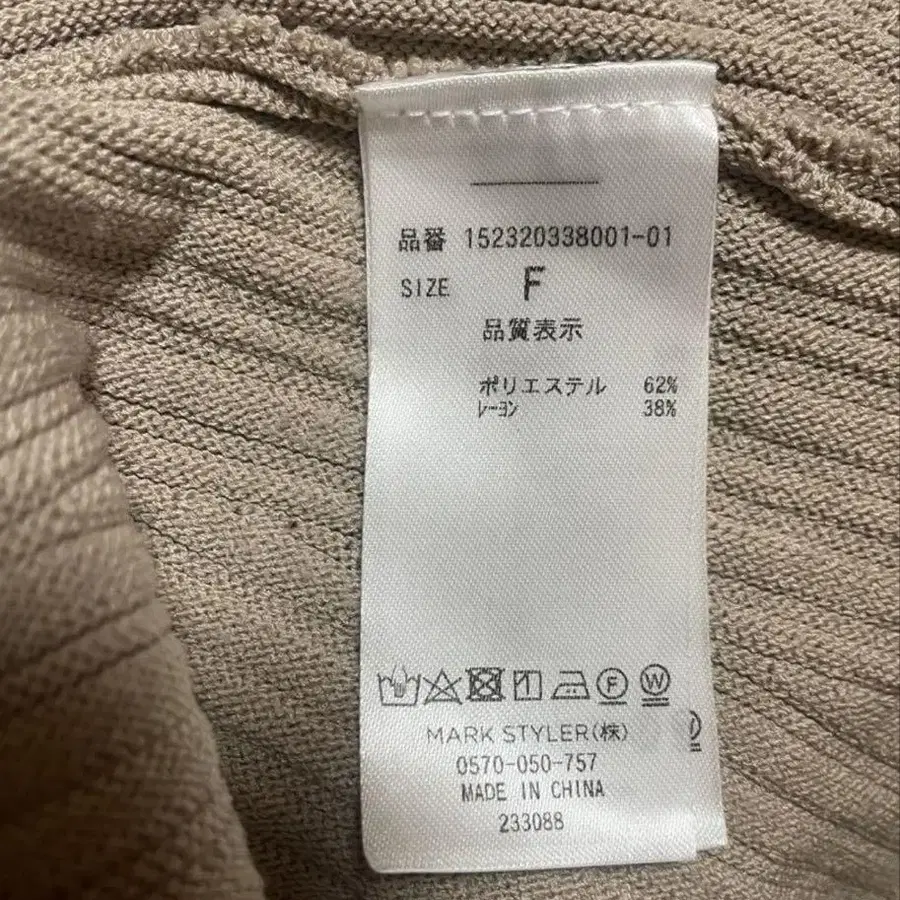 品番 152320338001-01
SIZE F
品質表示
ポリエステル 62%
レーヨン 38%
F W
MARK STYLER(株)
0570-050-757
MADE IN CHINA
233088